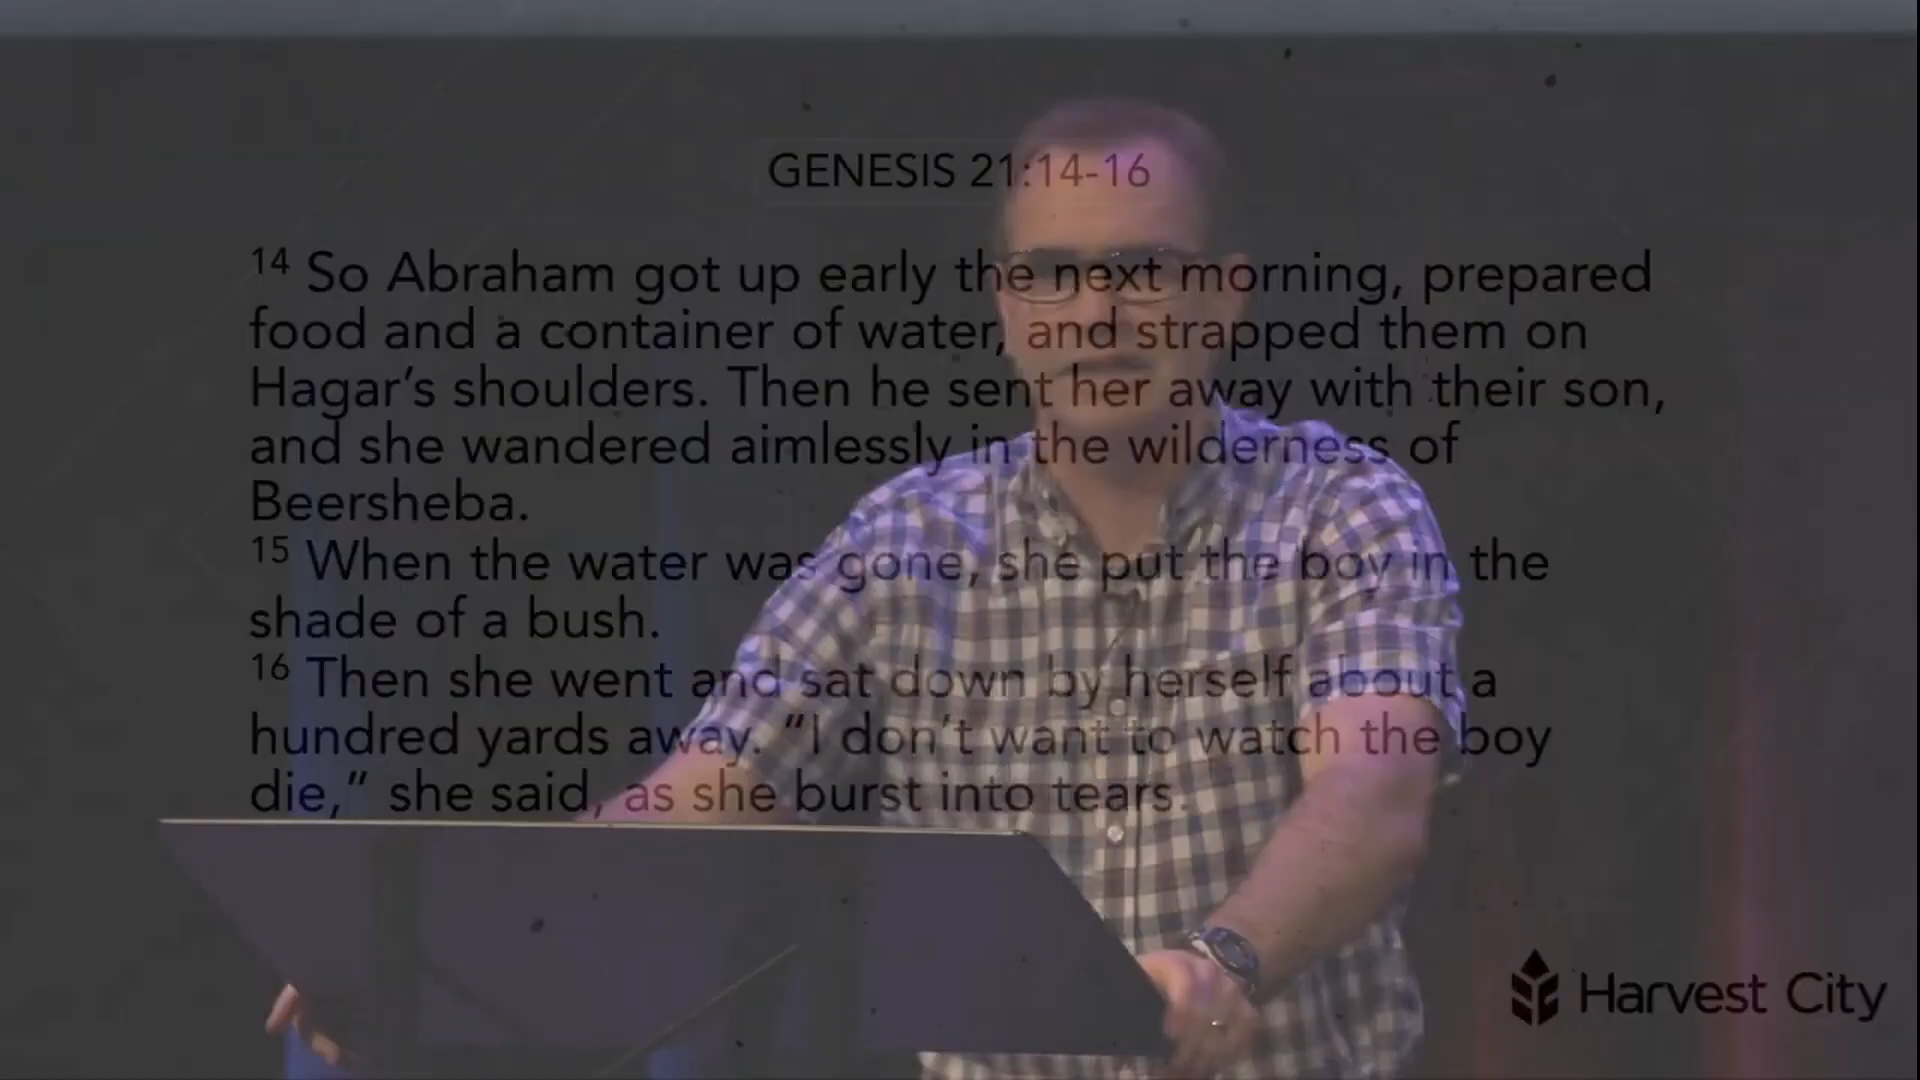 GENESIS 21:14-16
14 So Abraham got up early the next morning, prepared
food and a container of water, and strapped them on
Hagar’s shoulders. Then he sent her away with their son,
and she wandered aimlessly in the wilderness of
Beersheba.
15 When the water was gone, she put the boy in the
shade of a bush.
16 Then she went and sat down by herself about a
hundred yards away. “I don’t want to watch the boy
die,” she said, as she burst into tears.
Harvest City